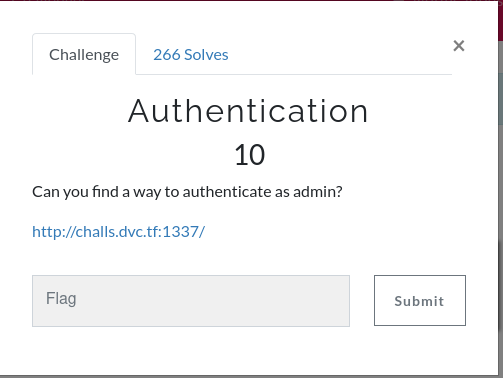 Challenge
266 Solves
×
Authentication
10
Can you find a way to authenticate as admin?
http://challs.dvc.tf:1337/
Flag
Submit